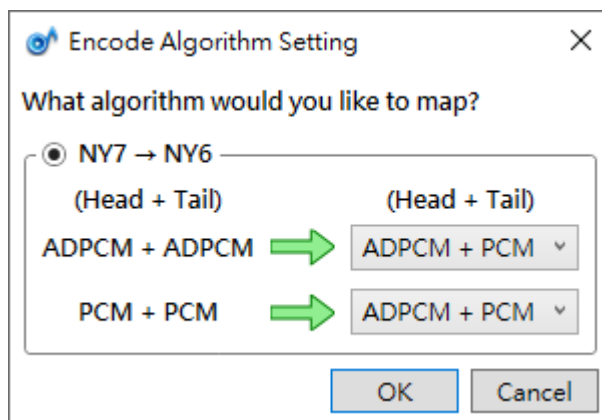 Encode Algorithm Setting
What algorithm would you like to map?
NY7 → NY6
(Head + Tail) (Head + Tail)
ADPCM + ADPCM ADPCM + PCM
PCM + PCM ADPCM + PCM
OK Cancel